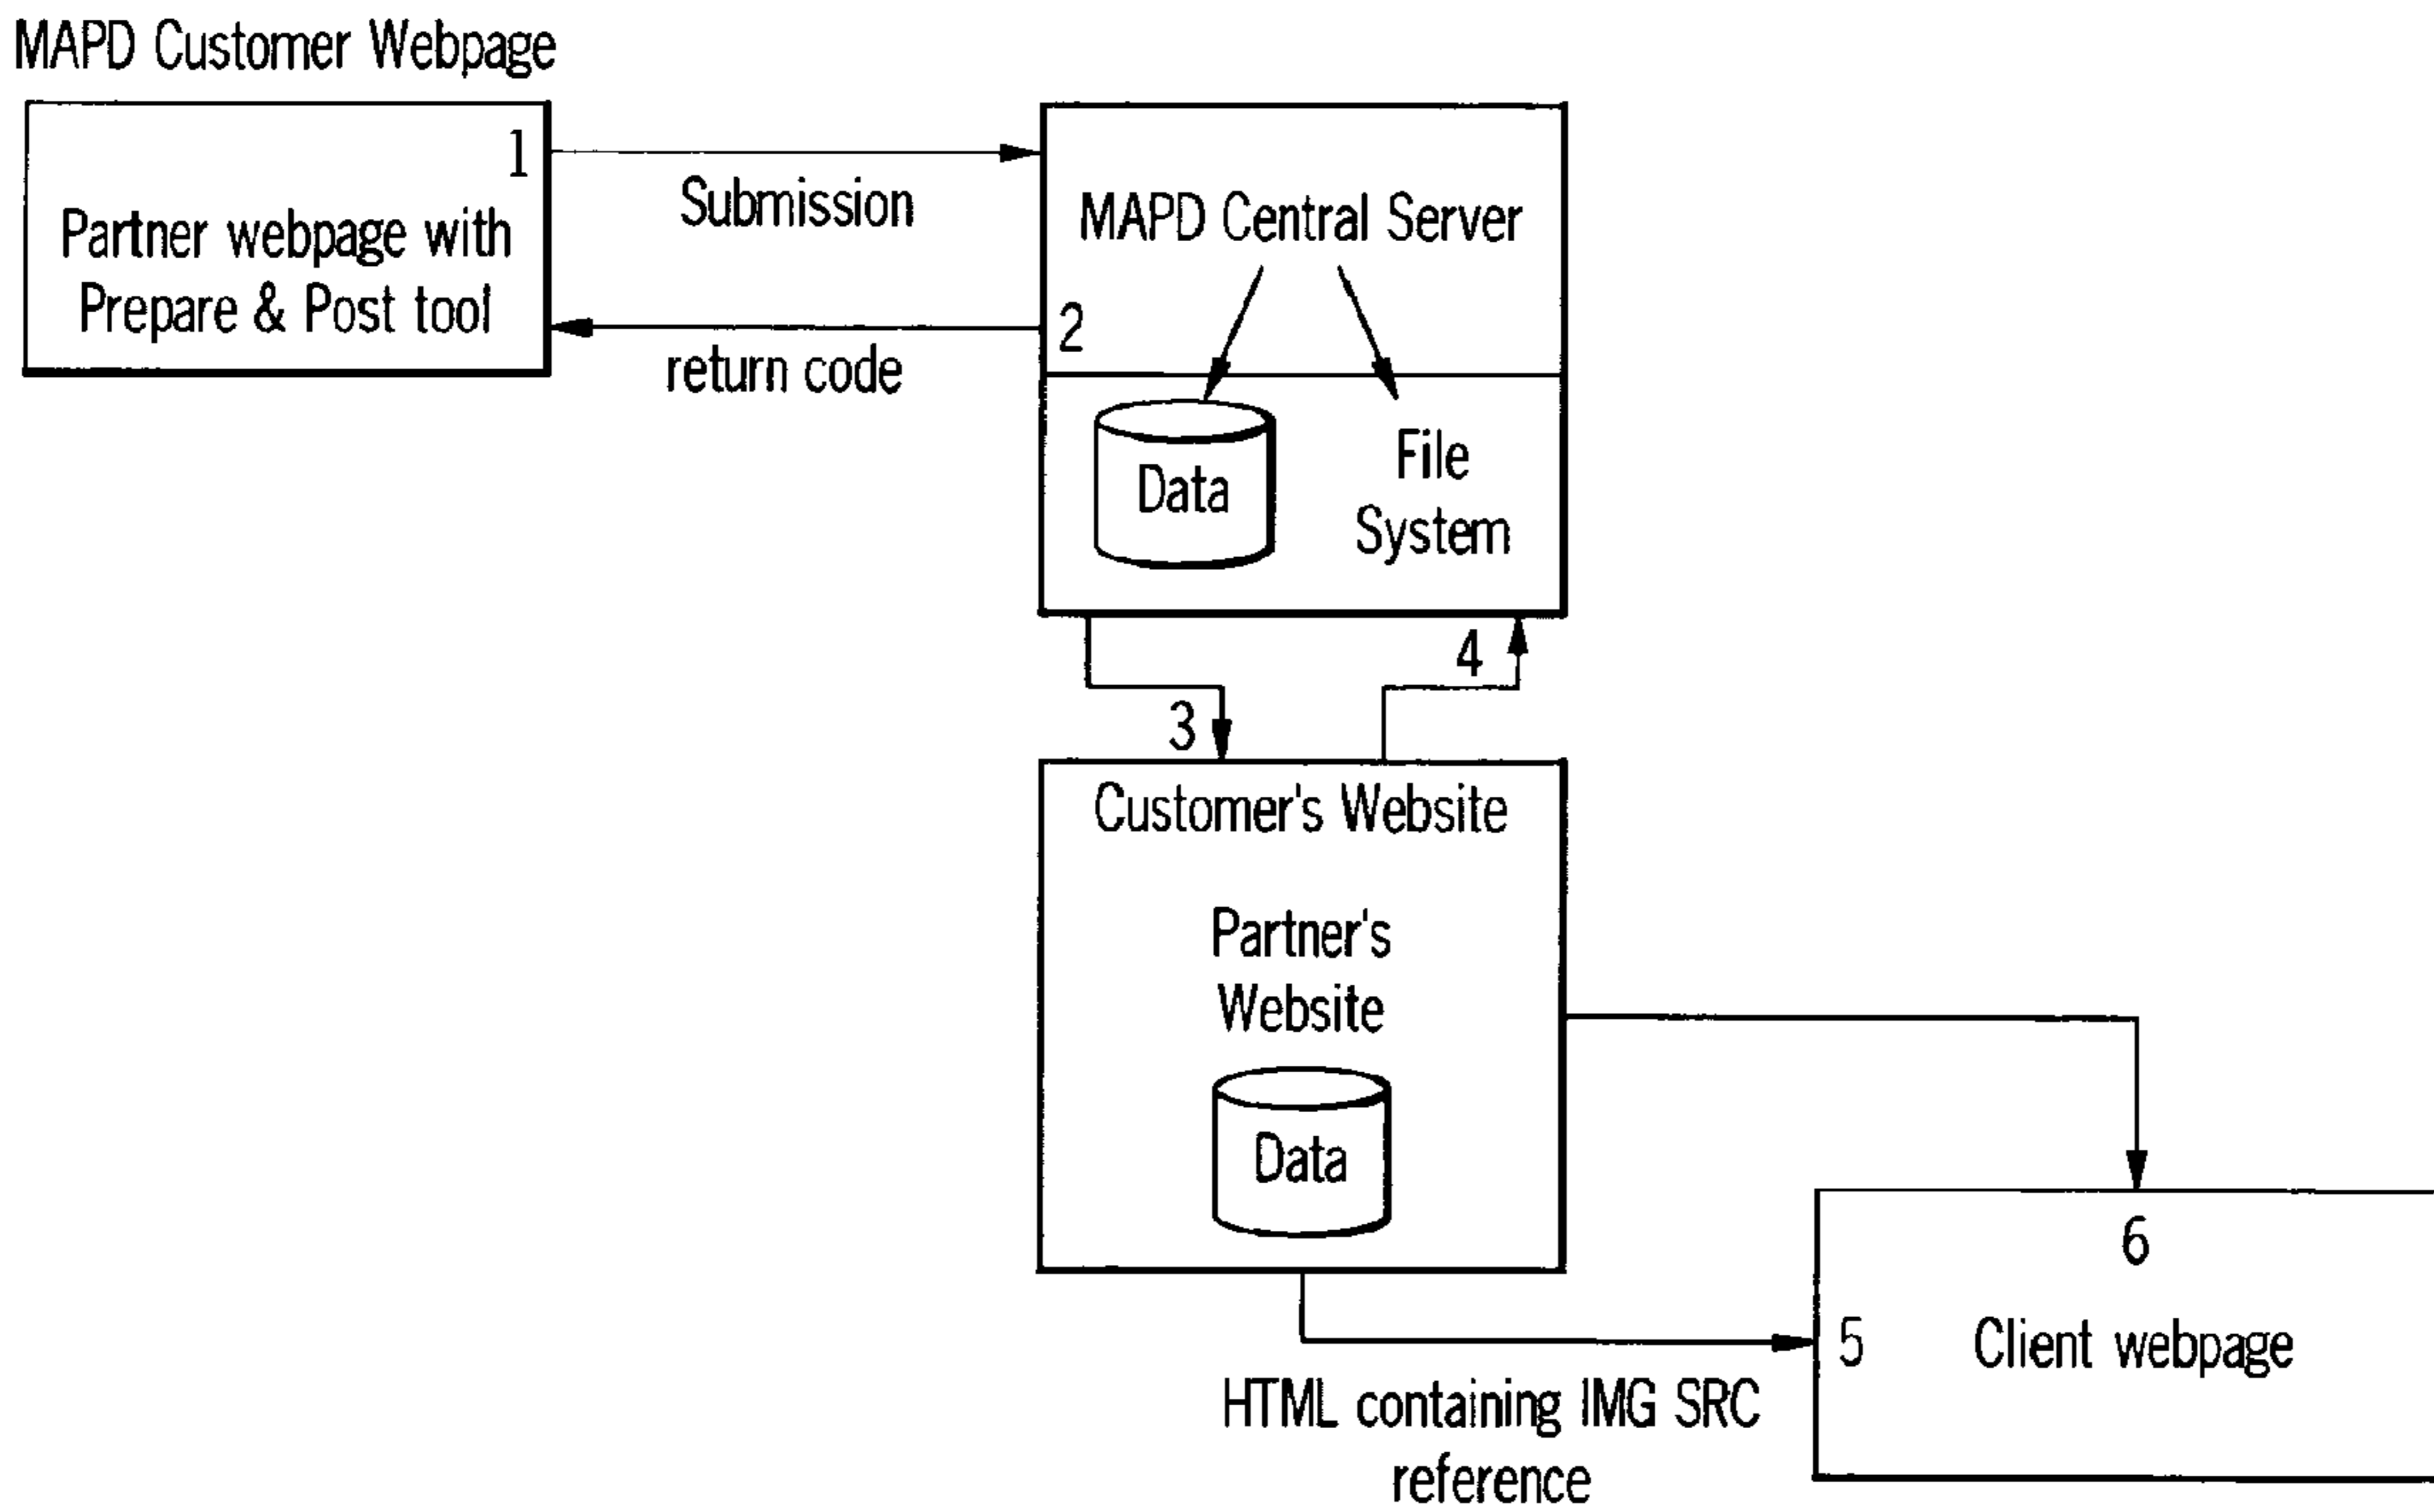 MAPD Customer Webpage
1
Partner webpage with
Prepare & Post tool
Submission
return code
MAPD Central Server
2
Data
File
System
3
4
Customer's Website
Partner's
Website
Data
HTML containing IMG SRC
reference
5
6
Client webpage